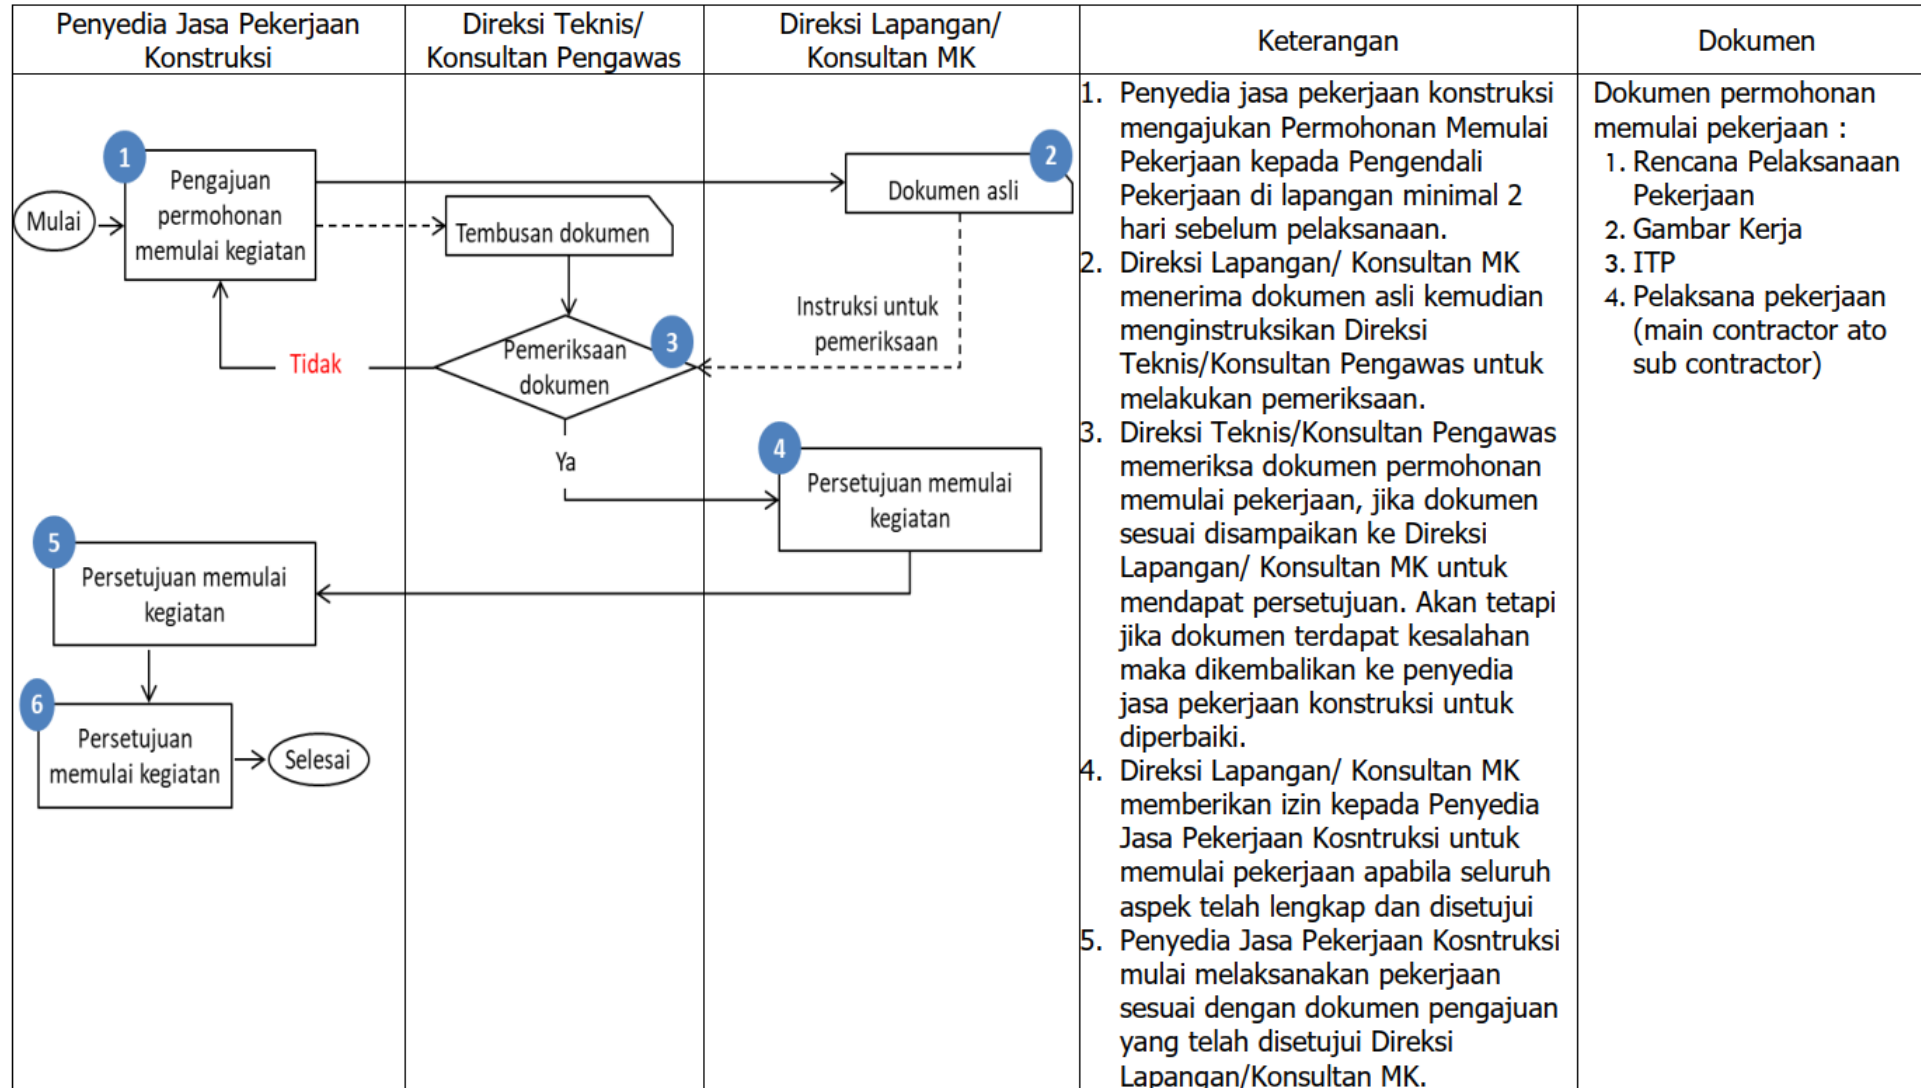 Penyedia Jasa Pekerjaan
Konstruksi
Direksi Teknis/
Konsultan Pengawas
Direksi Lapangan/
Konsultan MK
Keterangan
Dokumen
Mulai
1
Pengajuan
permohonan
memulai kegiatan
Tembusan dokumen
2
Dokumen asli
Instruksi untuk
pemeriksaan
3
Pemeriksaan
dokumen
Tidak
Ya
4
Persetujuan memulai
kegiatan
5
Persetujuan memulai
kegiatan
6
Persetujuan
memulai kegiatan
Selesai
1. Penyedia jasa pekerjaan konstruksi
mengajukan Permohonan Memulai
Pekerjaan kepada Pengendali
Pekerjaan di lapangan minimal 2
hari sebelum pelaksanaan.
2. Direksi Lapangan/ Konsultan MK
menerima dokumen asli kemudian
menginstruksikan Direksi
Teknis/Konsultan Pengawas untuk
melakukan pemeriksaan.
3. Direksi Teknis/Konsultan Pengawas
memeriksa dokumen permohonan
memulai pekerjaan, jika dokumen
sesuai disampaikan ke Direksi
Lapangan/ Konsultan MK untuk
mendapat persetujuan. Akan tetapi
jika dokumen terdapat kesalahan
maka dikembalikan ke penyedia
jasa pekerjaan konstruksi untuk
diperbaiki.
4. Direksi Lapangan/ Konsultan MK
memberikan izin kepada Penyedia
Jasa Pekerjaan Kosntruksi untuk
memulai pekerjaan apabila seluruh
aspek telah lengkap dan disetujui
5. Penyedia Jasa Pekerjaan Kosntruksi
mulai melaksanakan pekerjaan
sesuai dengan dokumen pengajuan
yang telah disetujui Direksi
Lapangan/Konsultan MK.
Dokumen permohonan
memulai pekerjaan :
1. Rencana Pelaksanaan
Pekerjaan
2. Gambar Kerja
3. ITP
4. Pelaksana pekerjaan
(main contractor ato
sub contractor)